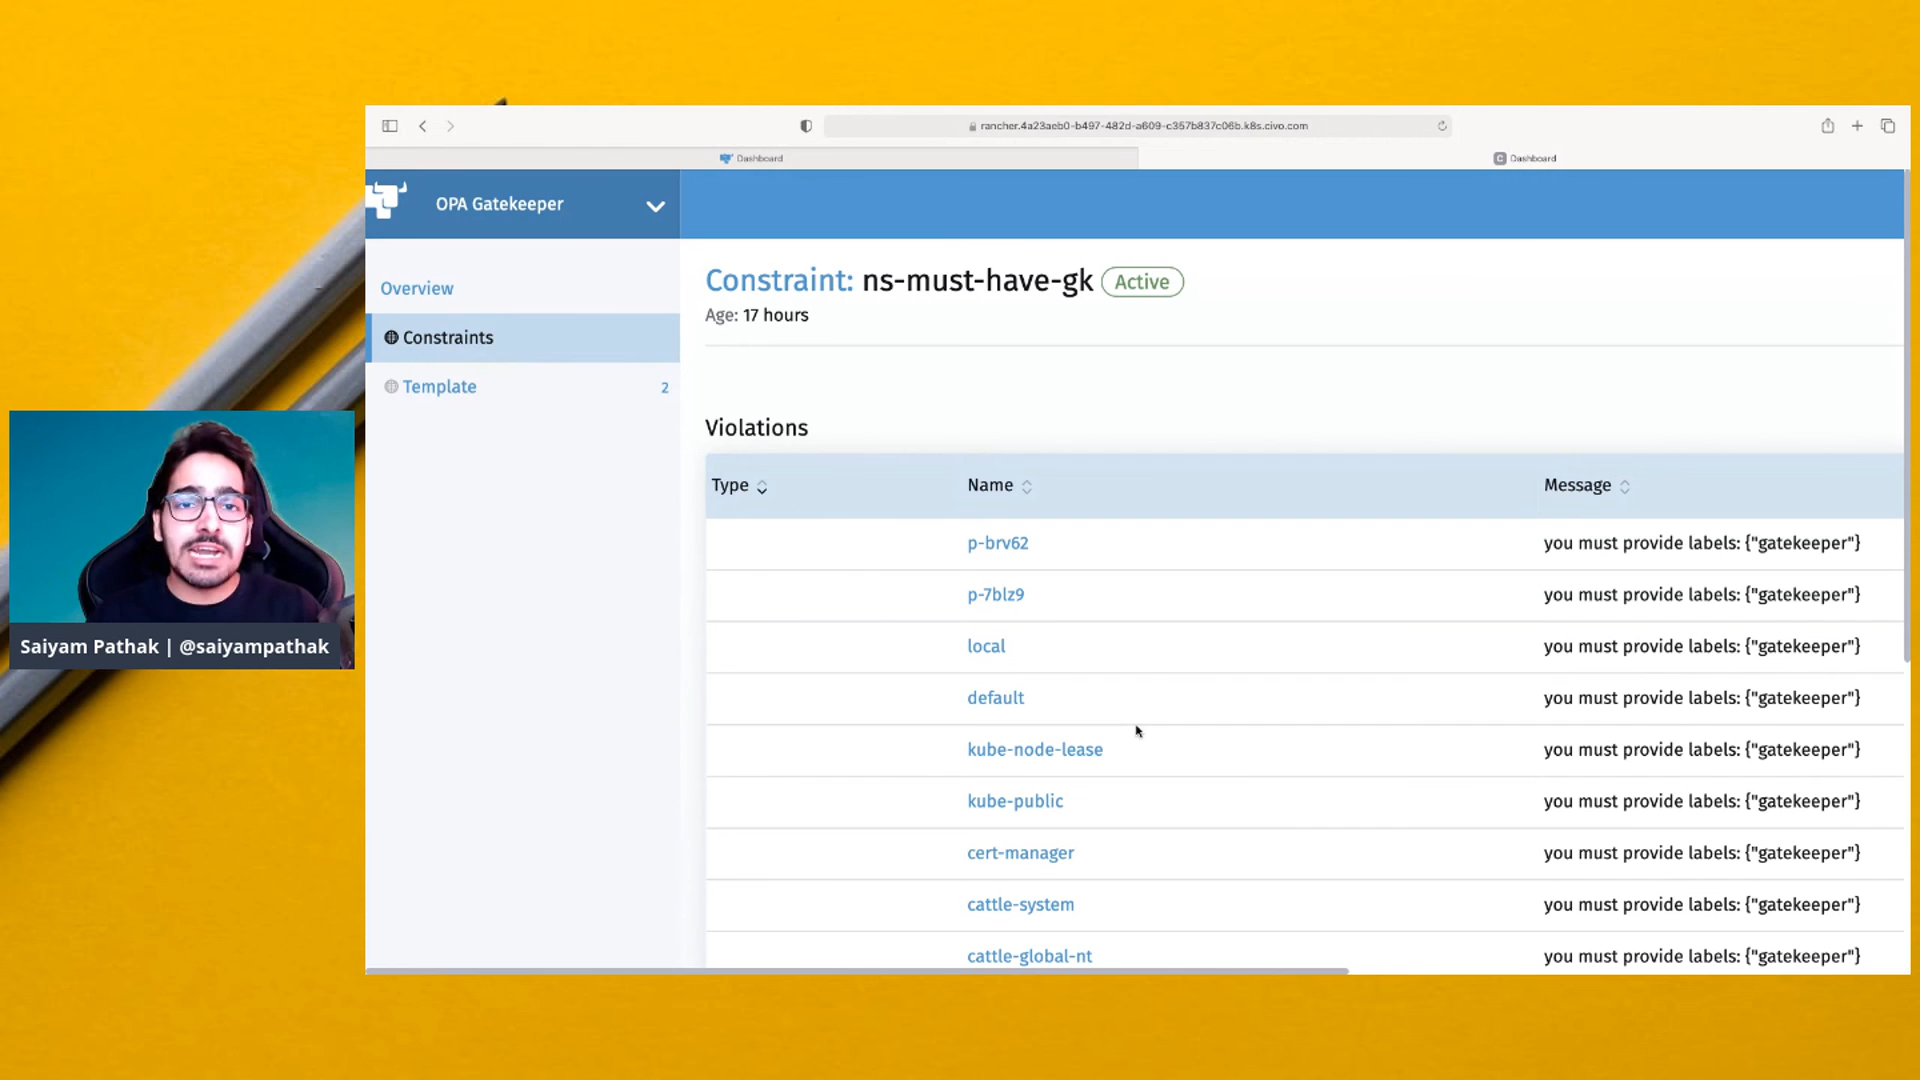 rancher.4a23aeb0-b497-482d-a609-c357b837c06b.k8s.civo.com
Dashboard
C Dashboard
OPA Gatekeeper
Overview
Constraints
Template 2
Constraint: ns-must-have-gk Active
Age: 17 hours
Violations
Type Name Message
p-brv62 you must provide labels: {"gatekeeper"}
p-7blz9 you must provide labels: {"gatekeeper"}
local you must provide labels: {"gatekeeper"}
default you must provide labels: {"gatekeeper"}
kube-node-lease you must provide labels: {"gatekeeper"}
kube-public you must provide labels: {"gatekeeper"}
cert-manager you must provide labels: {"gatekeeper"}
cattle-system you must provide labels: {"gatekeeper"}
cattle-global-nt you must provide labels: {"gatekeeper"}
Saiyam Pathak | @saiyampathak